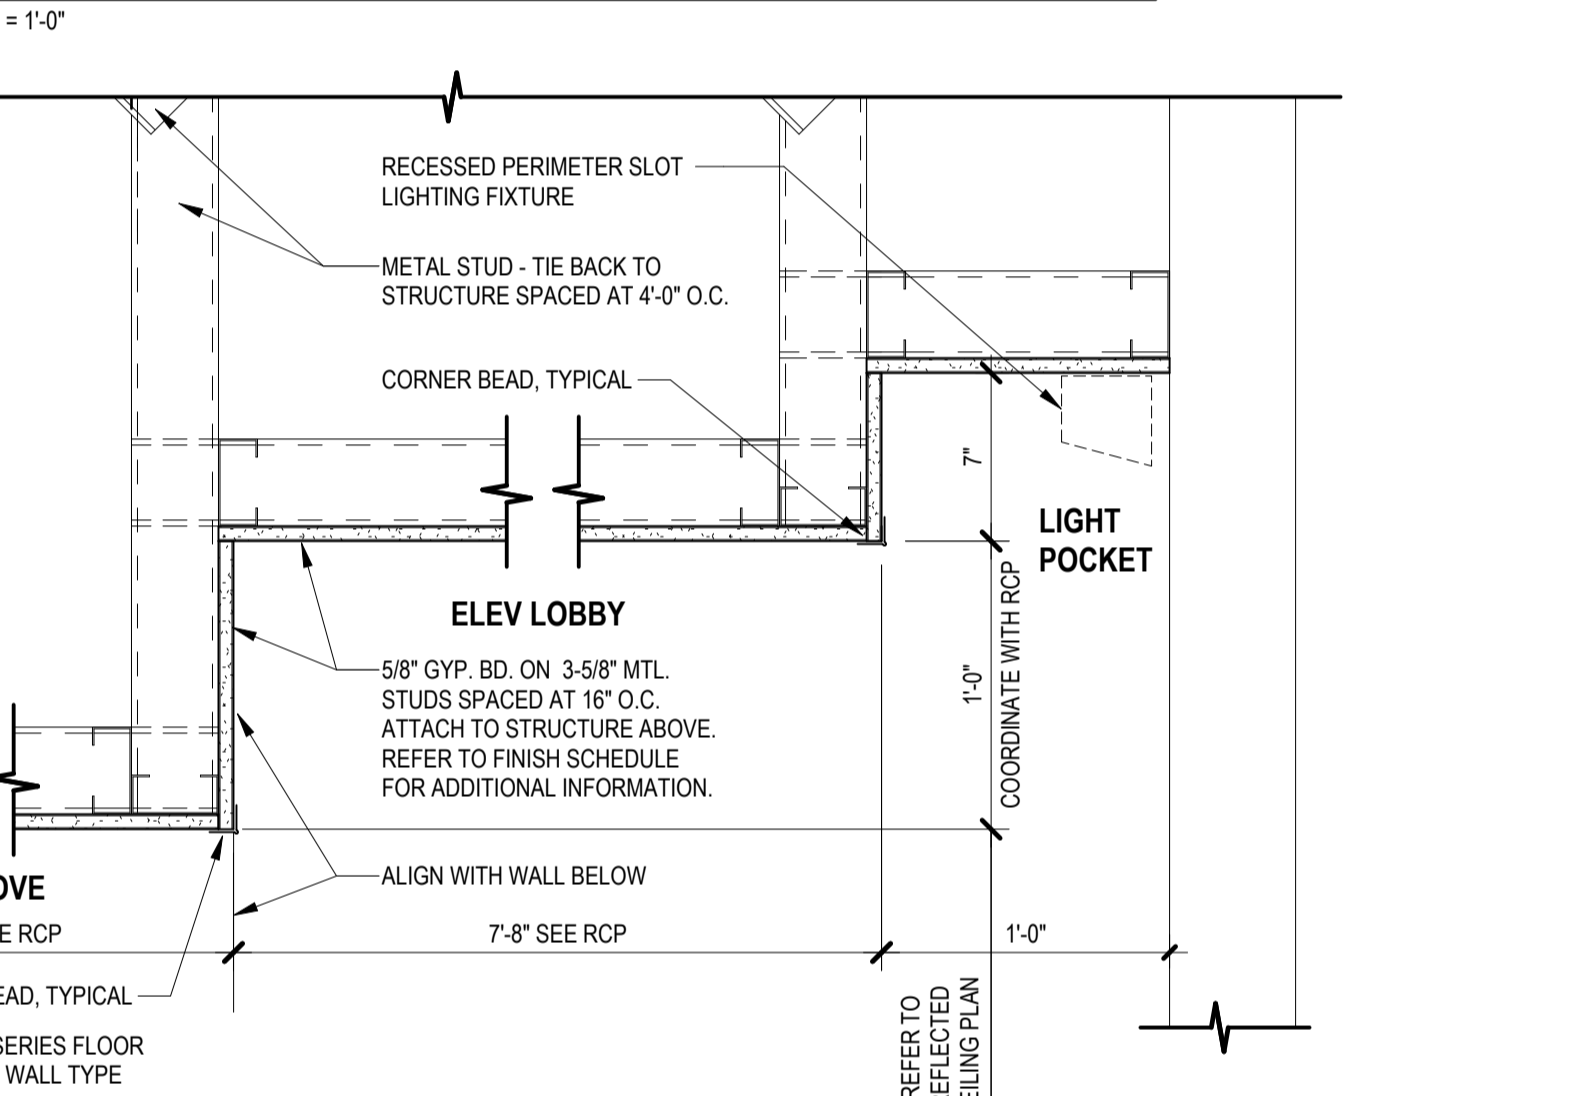 = 1'-0"
RECESSED PERIMETER SLOT
LIGHTING FIXTURE
METAL STUD - TIE BACK TO
STRUCTURE SPACED AT 4'-0" O.C.
CORNER BEAD, TYPICAL
7"
LIGHT
POCKET
ELEV LOBBY
5/8" GYP. BD. ON 3-5/8" MTL.
STUDS SPACED AT 16" O.C.
ATTACH TO STRUCTURE ABOVE.
REFER TO FINISH SCHEDULE
FOR ADDITIONAL INFORMATION.
1'-0"
COORDINATE WITH RCP
ALIGN WITH WALL BELOW
OVE
E RCP
7'-8" SEE RCP
1'-0"
EAD, TYPICAL
SERIES FLOOR
WALL TYPE
REFER TO
EFLECTED
EILING PLAN